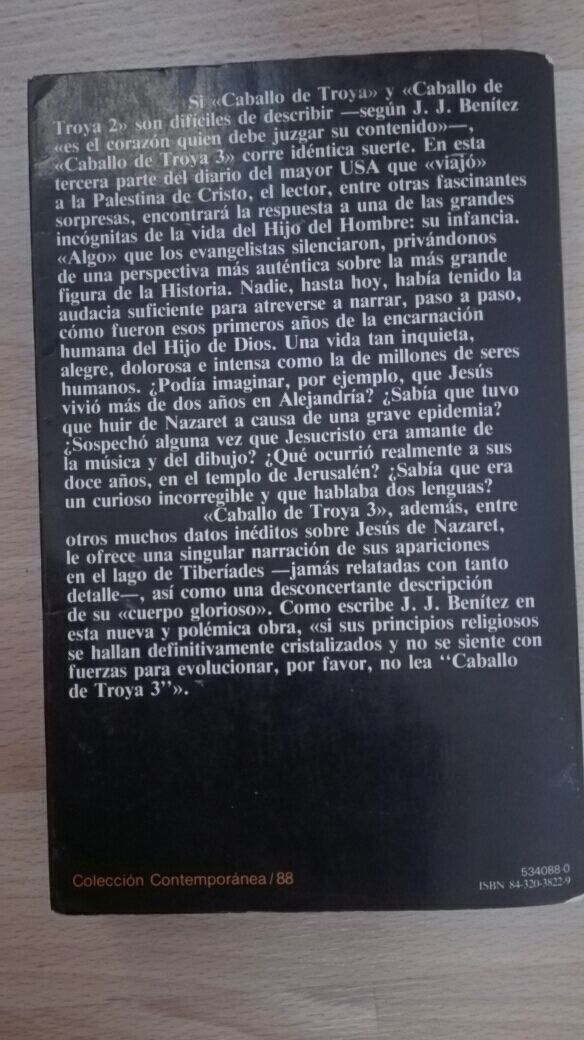 Si «Caballo de Troya» y «Caballo de
Troya 2» son difíciles de describir —según J. J. Benítez
«es el corazón quien debe juzgar su contenido»—,
«Caballo de Troya 3» corre idéntica suerte. En esta
tercera parte del diario del mayor USA que «viajó»
a la Palestina de Cristo, el lector, entre otras fascinantes
sorpresas, encontrará la respuesta a una de las grandes
incógnitas de la vida del Hijo del Hombre: su infancia.
«Algo» que los evangelistas silenciaron, privándonos
de una perspectiva más auténtica sobre la más grande
figura de la Historia. Nadie, hasta hoy, había tenido la
audacia suficiente para atreverse a narrar, paso a paso,
cómo fueron esos primeros años de la encarnación
humana del Hijo de Dios. Una vida tan inquieta,
alegre, dolorosa e intensa como la de millones de seres
humanos. ¿Podía imaginar, por ejemplo, que Jesús
vivió más de dos años en Alejandría? ¿Sabía que tuvo
que huir de Nazaret a causa de una grave epidemia?
¿Sospechó alguna vez que Jesucristo era amante de
la música y del dibujo? ¿Qué ocurrió realmente a sus
doce años, en el templo de Jerusalén? ¿Sabía que era
un curioso incorregible y que hablaba dos lenguas?
«Caballo de Troya 3», además, entre
otros muchos datos inéditos sobre Jesús de Nazaret,
le ofrece una singular narración de sus apariciones
en el lago de Tiberíades —jamás relatadas con tanto
detalle—, así como una desconcertante descripción
de su «cuerpo glorioso». Como escribe J. J. Benítez en
esta nueva y polémica obra, «si sus principios religiosos
se hallan definitivamente cristalizados y no se siente con
fuerzas para evolucionar, por favor, no lea “Caballo
de Troya 3”».
Colección Contemporánea/88
534088-0
ISBN 84-320-3822-9